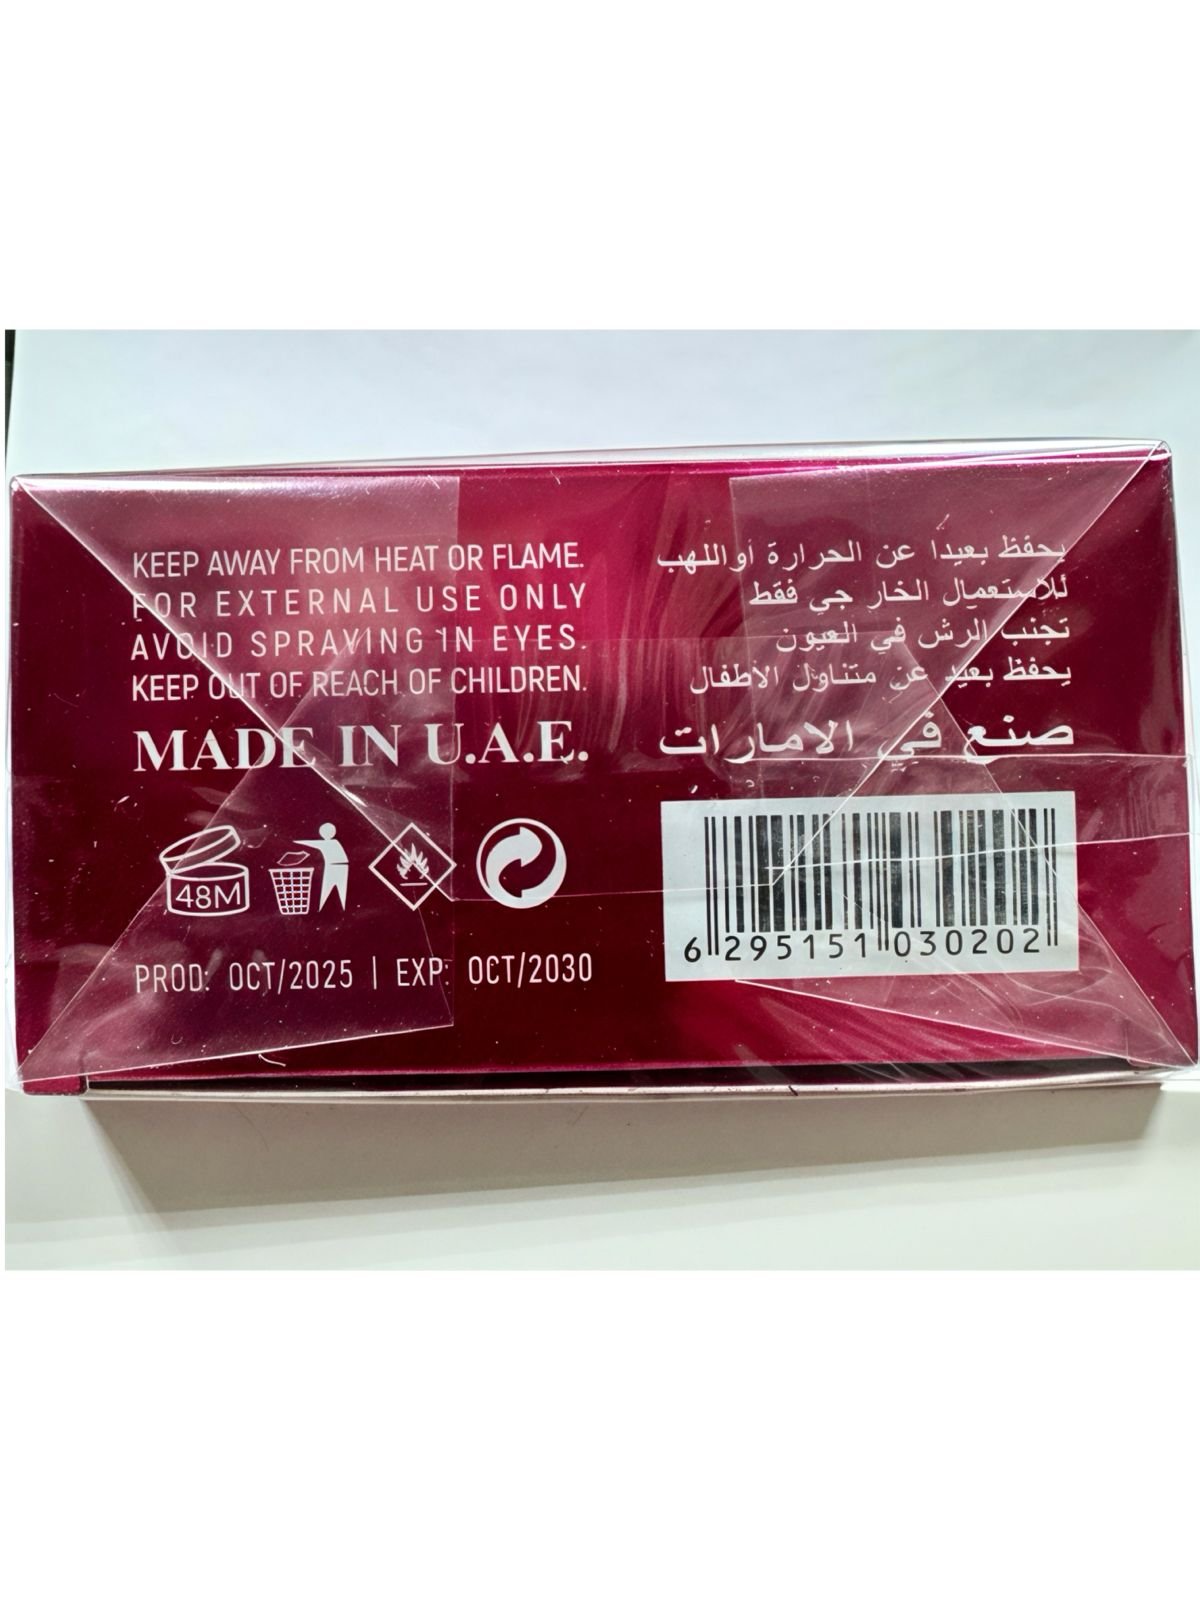 KEEP AWAY FROM HEAT OR FLAME.
FOR EXTERNAL USE ONLY
AVOID SPRAYING IN EYES.
KEEP OUT OF REACH OF CHILDREN.
MADE IN U.A.E.
يحفظ بعيدًا عن الحرارة أواللهب
للاستعمال الخار جي فقط
تجنب الرش في العيون
يحفظ بعيد عن متناول الأطفال
صنع في الامارات
48M
PROD: OCT/2025 | EXP: OCT/2030
6 295151 030202